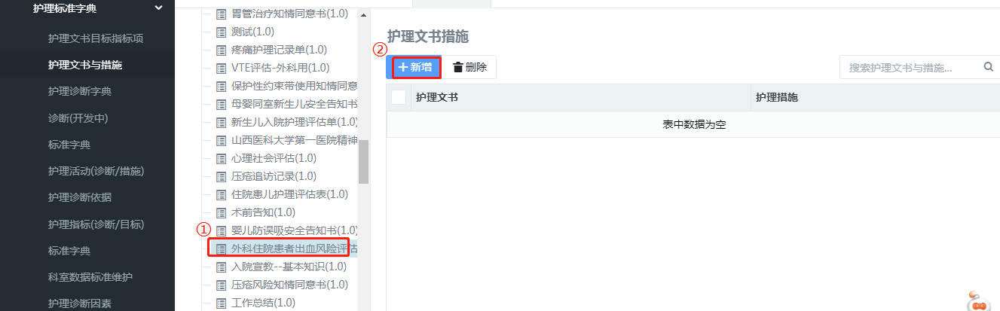 护理标准字典
护理文书目标指标项
护理文书与措施
护理诊断字典
诊断(开发中)
标准字典
护理活动(诊断/措施)
护理诊断依据
护理指标(诊断/目标)
标准字典
科室数据标准维护
护理诊断因素
胃管治疗知情同意书(1.0)
测试(1.0)
疼痛护理记录单(1.0)
VTE评估-外科用(1.0)
保护性约束带使用知情同意
母婴同室新生儿安全告知书
新生儿入院护理评估单(1.0)
山西医科大学第一医院精神
心理社会评估(1.0)
压疮追访记录(1.0)
住院患儿护理评估表(1.0)
术前告知(1.0)
①
婴儿防误吸安全告知书(1.0)
外科住院患者出血风险评估
入院宣教--基本知识(1.0)
压疮风险知情同意书(1.0)
工作总结(1.0)
护理文书措施
②
新增 删除 搜索护理文书与措施...
护理文书 护理措施
表中数据为空